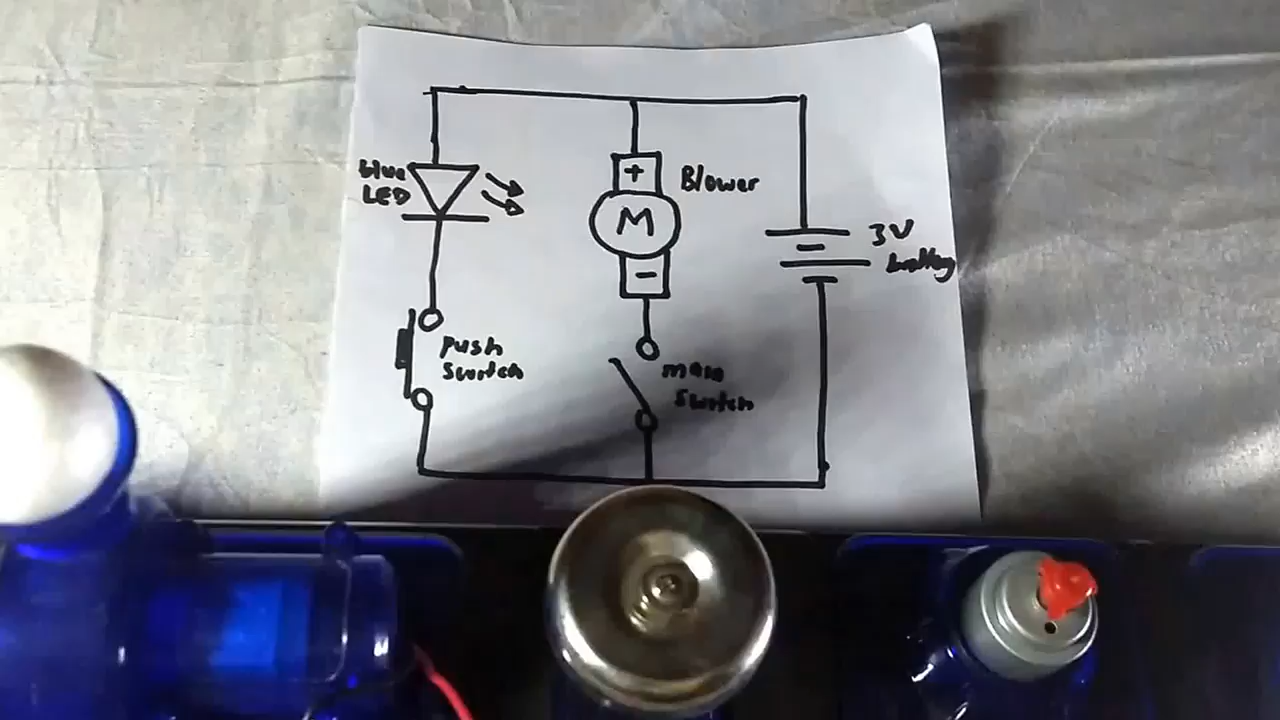 blue
LED
+
M
-
Blower
3V
battery
push
switch
main
switch